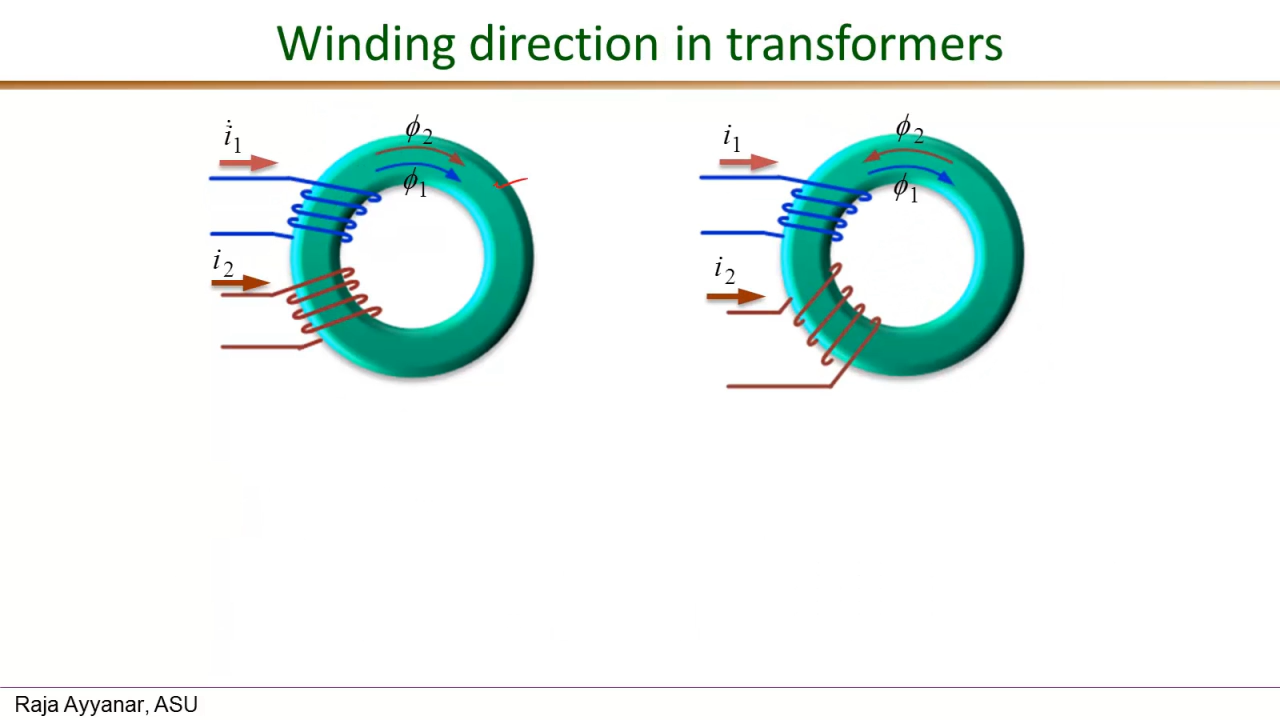 Winding direction in transformers
i₁
ϕ₂
ϕ₁
i₂
i₁
ϕ₂
ϕ₁
i₂
Raja Ayyanar, ASU